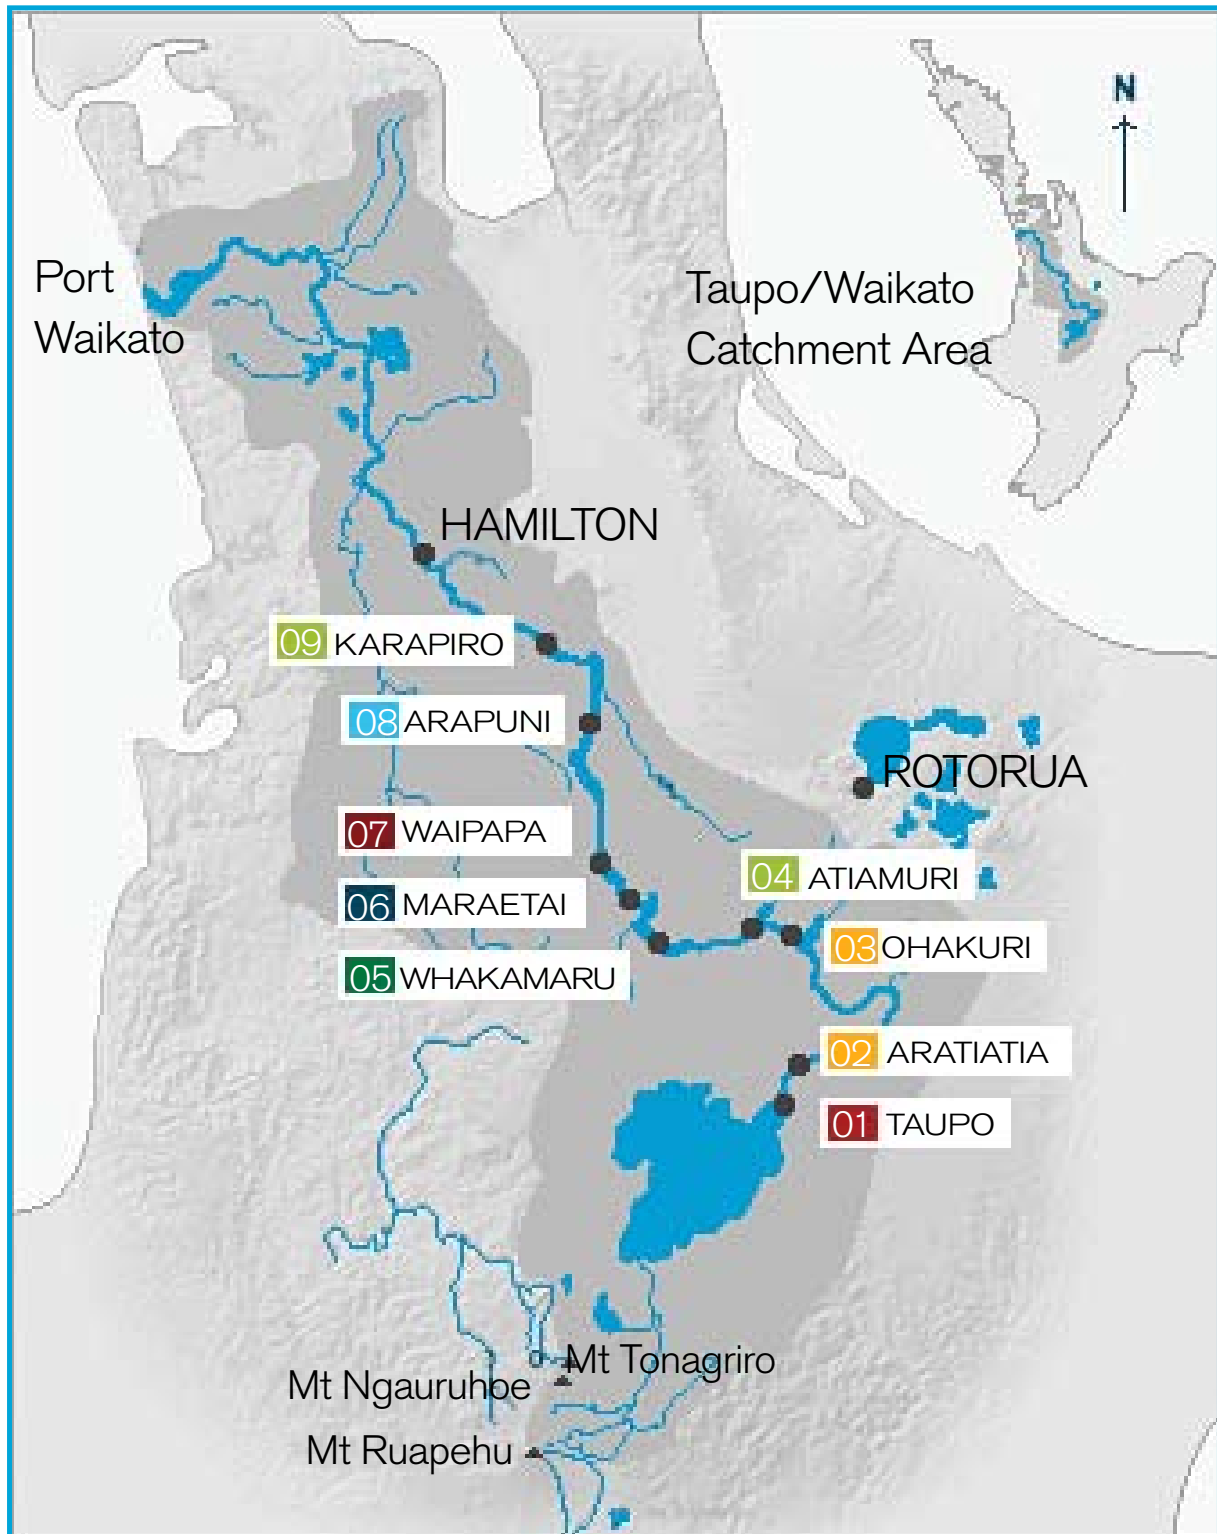 N
Port
Waikato
Taupo/Waikato
Catchment Area
HAMILTON
09 KARAPIRO
08 ARAPUNI
ROTORUA
07 WAIPAPA
04 ATIAMURI
06 MARAETAI
03 OHAKURI
05 WHAKAMARU
02 ARATIATIA
01 TAUPO
Mt Tonagriro
Mt Ngauruhoe
Mt Ruapehu